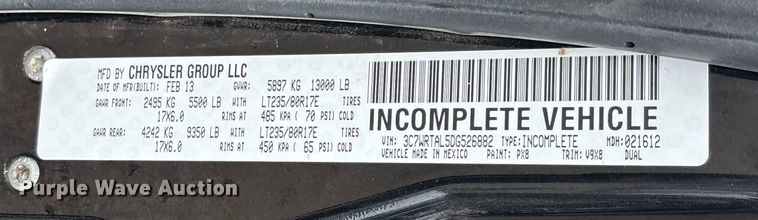 MFD BY CHRYSLER GROUP LLC
DATE OF MFR(BUILT): FEB 13 GVWR: 5897 KG 13000 LB
GAWR FRONT: 2495 KG 5500 LB WITH LT235/80R17E TIRES
17X6.0 RIMS AT 485 KPA ( 70 PSI) COLD
GAWR REAR: 4242 KG 9350 LB WITH LT235/80R17E TIRES
17X6.0 RIMS AT 450 KPA ( 65 PSI) COLD
INCOMPLETE VEHICLE
VIN: 3C7WRTAL5DG526882 TYPE: INCOMPLETE MDH: 021612
VEHICLE MADE IN MEXICO PAINT: PX8 TRIM: V9X8 DUAL
Purple Wave Auction